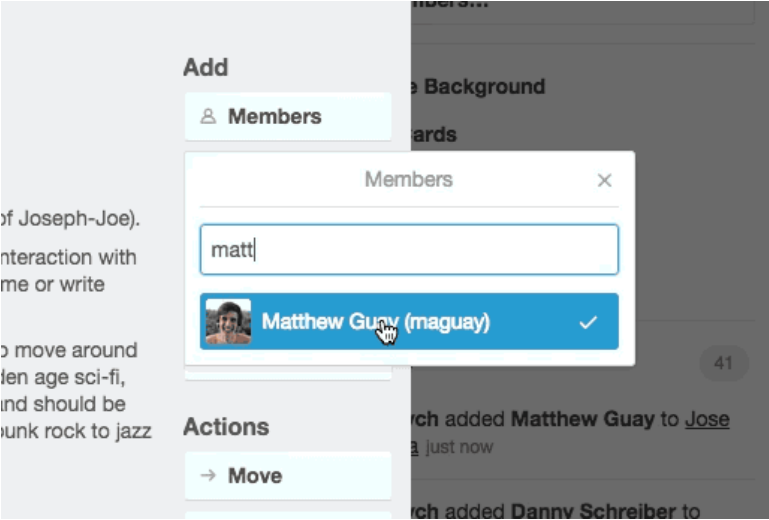 mbers...
Add
e Background
Members
ards
Members
of Joseph-Joe).
matt
nteraction with
me or write
Matthew Guay (maguay)
o move around
den age sci-fi,
and should be
ounk rock to jazz
41
Actions
ych added Matthew Guay to Jose
a just now
Move
ych added Danny Schreiber to